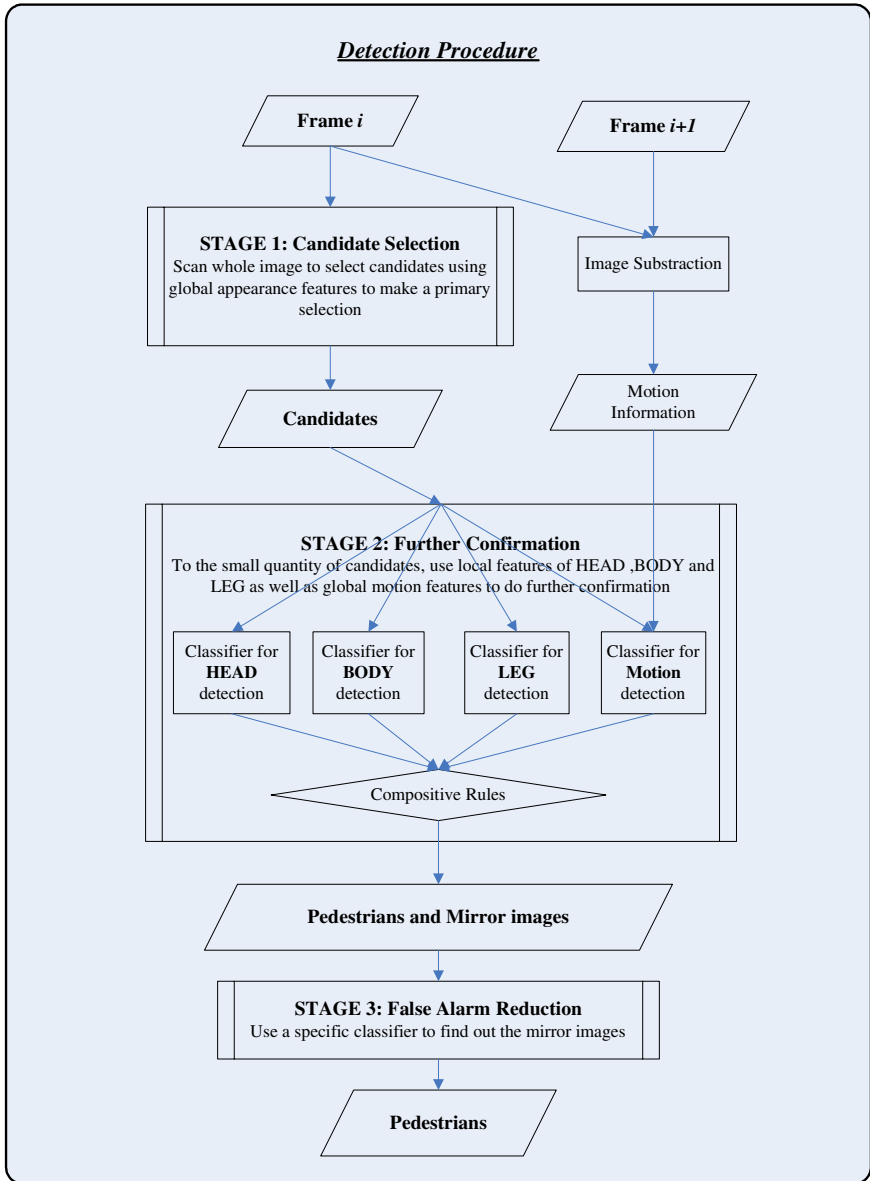 Detection Procedure
Frame i
Frame i+1
STAGE 1: Candidate Selection
Scan whole image to select candidates using
global appearance features to make a primary
selection
Image Substraction
Candidates
Motion
Information
STAGE 2: Further Confirmation
To the small quantity of candidates, use local features of HEAD ,BODY and
LEG as well as global motion features to do further confirmation
Classifier for
HEAD
detection
Classifier for
BODY
detection
Classifier for
LEG
detection
Classifier for
Motion
detection
Compositive Rules
Pedestrians and Mirror images
STAGE 3: False Alarm Reduction
Use a specific classifier to find out the mirror images
Pedestrians